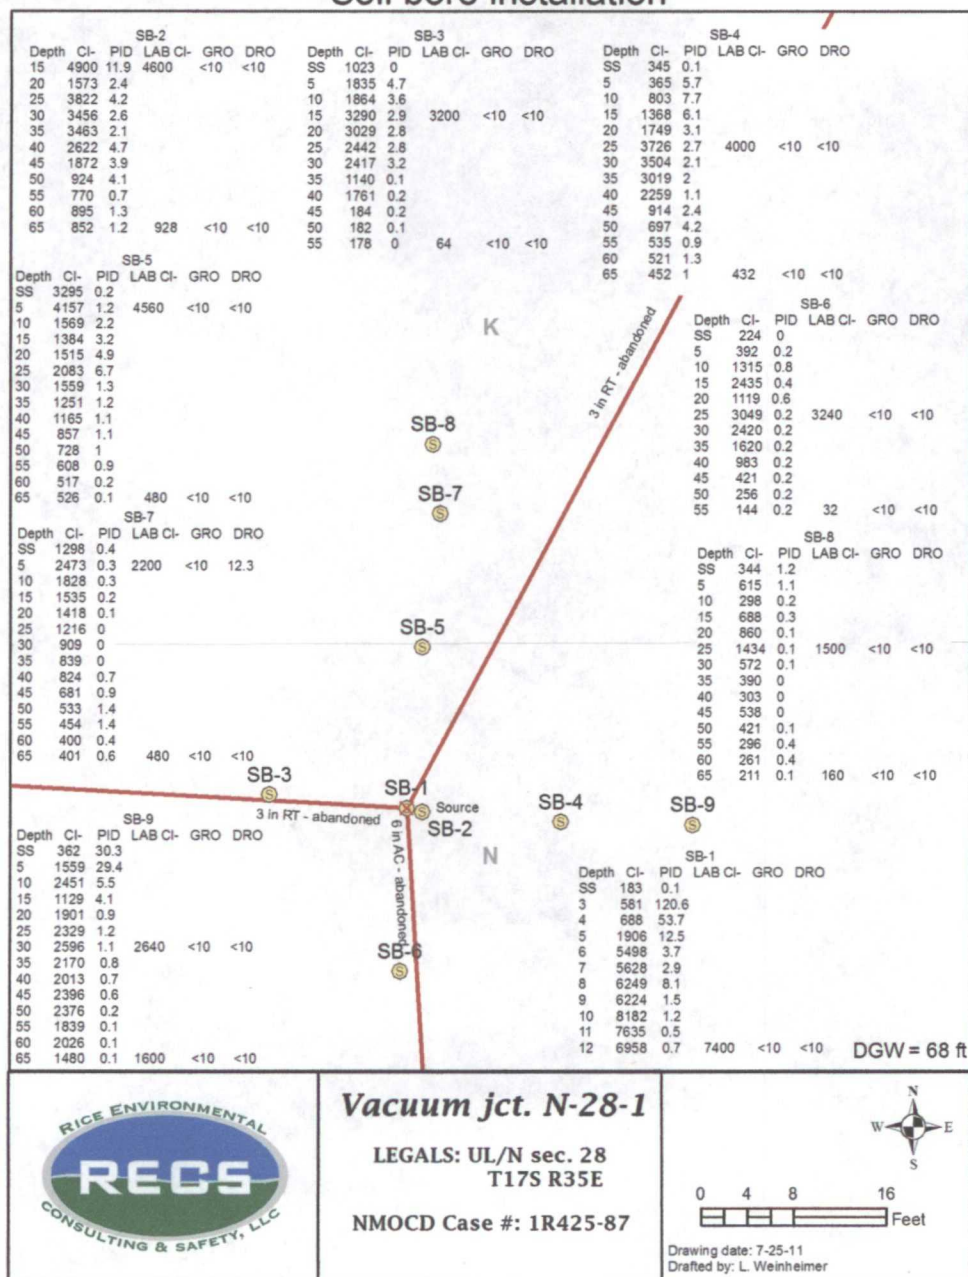 Soil bore installation
SB-2
Depth Cl- PID LAB Cl- GRO DRO
15 4900 11.9 4600 <10 <10
20 1573 2.4
25 3822 4.2
30 3456 2.6
35 3463 2.1
40 2622 4.7
45 1872 3.9
50 924 4.1
55 770 0.7
60 895 1.3
65 852 1.2 928 <10 <10
SB-3
Depth Cl- PID LAB Cl- GRO DRO
SS 1023 0
5 1835 4.7
10 1864 3.6
15 3290 2.9 3200 <10 <10
20 3029 2.8
25 2442 2.8
30 2417 3.2
35 1140 0.1
40 1761 0.2
45 184 0.2
50 182 0.1
55 178 0 64 <10 <10
SB-4
Depth Cl- PID LAB Cl- GRO DRO
SS 345 0.1
5 365 5.7
10 803 7.7
15 1368 6.1
20 1749 3.1
25 3726 2.7 4000 <10 <10
30 3504 2.1
35 3019 2
40 2259 1.1
45 914 2.4
50 697 4.2
55 535 0.9
60 521 1.3
65 452 1 432 <10 <10
SB-5
Depth Cl- PID LAB Cl- GRO DRO
SS 3295 0.2
5 4157 1.2 4560 <10 <10
10 1569 2.2
15 1384 3.2
20 1515 4.9
25 2083 6.7
30 1559 1.3
35 1251 1.2
40 1165 1.1
45 857 1.1
50 728 1
55 608 0.9
60 517 0.2
65 526 0.1 480 <10 <10
SB-6
Depth Cl- PID LAB Cl- GRO DRO
SS 224 0
5 392 0.2
10 1315 0.8
15 2435 0.4
20 1119 0.6
25 3049 0.2 3240 <10 <10
30 2420 0.2
35 1620 0.2
40 983 0.2
45 421 0.2
50 256 0.2
55 144 0.2 32 <10 <10
SB-7
Depth Cl- PID LAB Cl- GRO DRO
SS 1298 0.4
5 2473 0.3 2200 <10 12.3
10 1828 0.3
15 1535 0.2
20 1418 0.1
25 1216 0
30 909 0
35 839 0
40 824 0.7
45 681 0.9
50 533 1.4
55 454 1.4
60 400 0.4
65 401 0.6 480 <10 <10
SB-8
Depth Cl- PID LAB Cl- GRO DRO
SS 344 1.2
5 615 1.1
10 298 0.2
15 688 0.3
20 860 0.1
25 1434 0.1 1500 <10 <10
30 572 0.1
35 390 0
40 303 0
45 538 0
50 421 0.1
55 296 0.4
60 261 0.4
65 211 0.1 160 <10 <10
K
3 in RT - abandoned
SB-8
SB-7
SB-5
SB-3
SB-1
Source
SB-2
SB-4
SB-9
3 in RT - abandoned
6 in AC - abandoned
N
SB-6
SB-9
Depth Cl- PID LAB Cl- GRO DRO
SS 362 30.3
5 1559 29.4
10 2451 5.5
15 1129 4.1
20 1901 0.9
25 2329 1.2
30 2596 1.1 2640 <10 <10
35 2170 0.8
40 2013 0.7
45 2396 0.6
50 2376 0.2
55 1839 0.1
60 2026 0.1
65 1480 0.1 1600 <10 <10
SB-1
Depth Cl- PID LAB Cl- GRO DRO
SS 183 0.1
3 581 120.6
4 688 53.7
5 1906 12.5
6 5498 3.7
7 5628 2.9
8 6249 8.1
9 6224 1.5
10 8182 1.2
11 7635 0.5
12 6958 0.7 7400 <10 <10
DGW = 68 ft
RICE ENVIRONMENTAL
RECS
CONSULTING & SAFETY, LLC
Vacuum jct. N-28-1
LEGALS: UL/N sec. 28
T17S R35E
NMOCD Case #: 1R425-87
N
W E
S
0 4 8 16
Feet
Drawing date: 7-25-11
Drafted by: L. Weinheimer